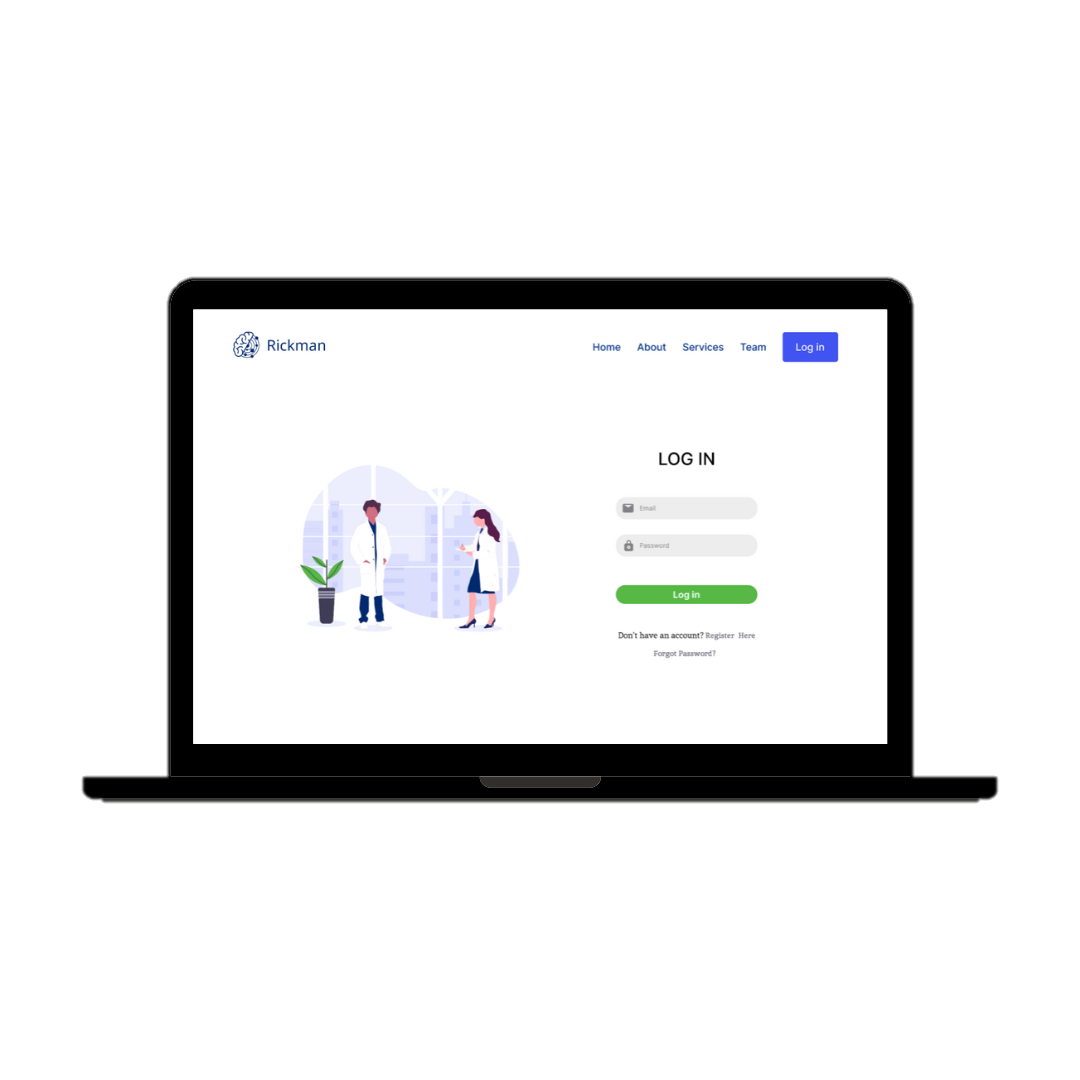 Rickman
Home About Services Team Log in
LOG IN
Email
Password
Log in
Don't have an account? Register Here
Forgot Password?